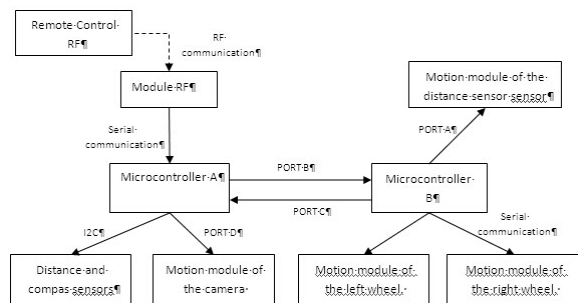 Remote·Control·
RF¶
RF·
communication¶
Module·RF¶
Motion·module·of·the·
distance·sensor·sensor¶
Serial·
communication¶
PORT·A¶
Microcontroller·A¶
PORT·B¶
Microcontroller·
B¶
PORT·C¶
I2C¶
PORT·D¶
Serial·
communication¶
Distance·and·
compas·sensors¶
Motion·module·of·
the·camera·
Motion·module·of·
the·left·wheel.·
Motion·module·of·
the·right·wheel.·